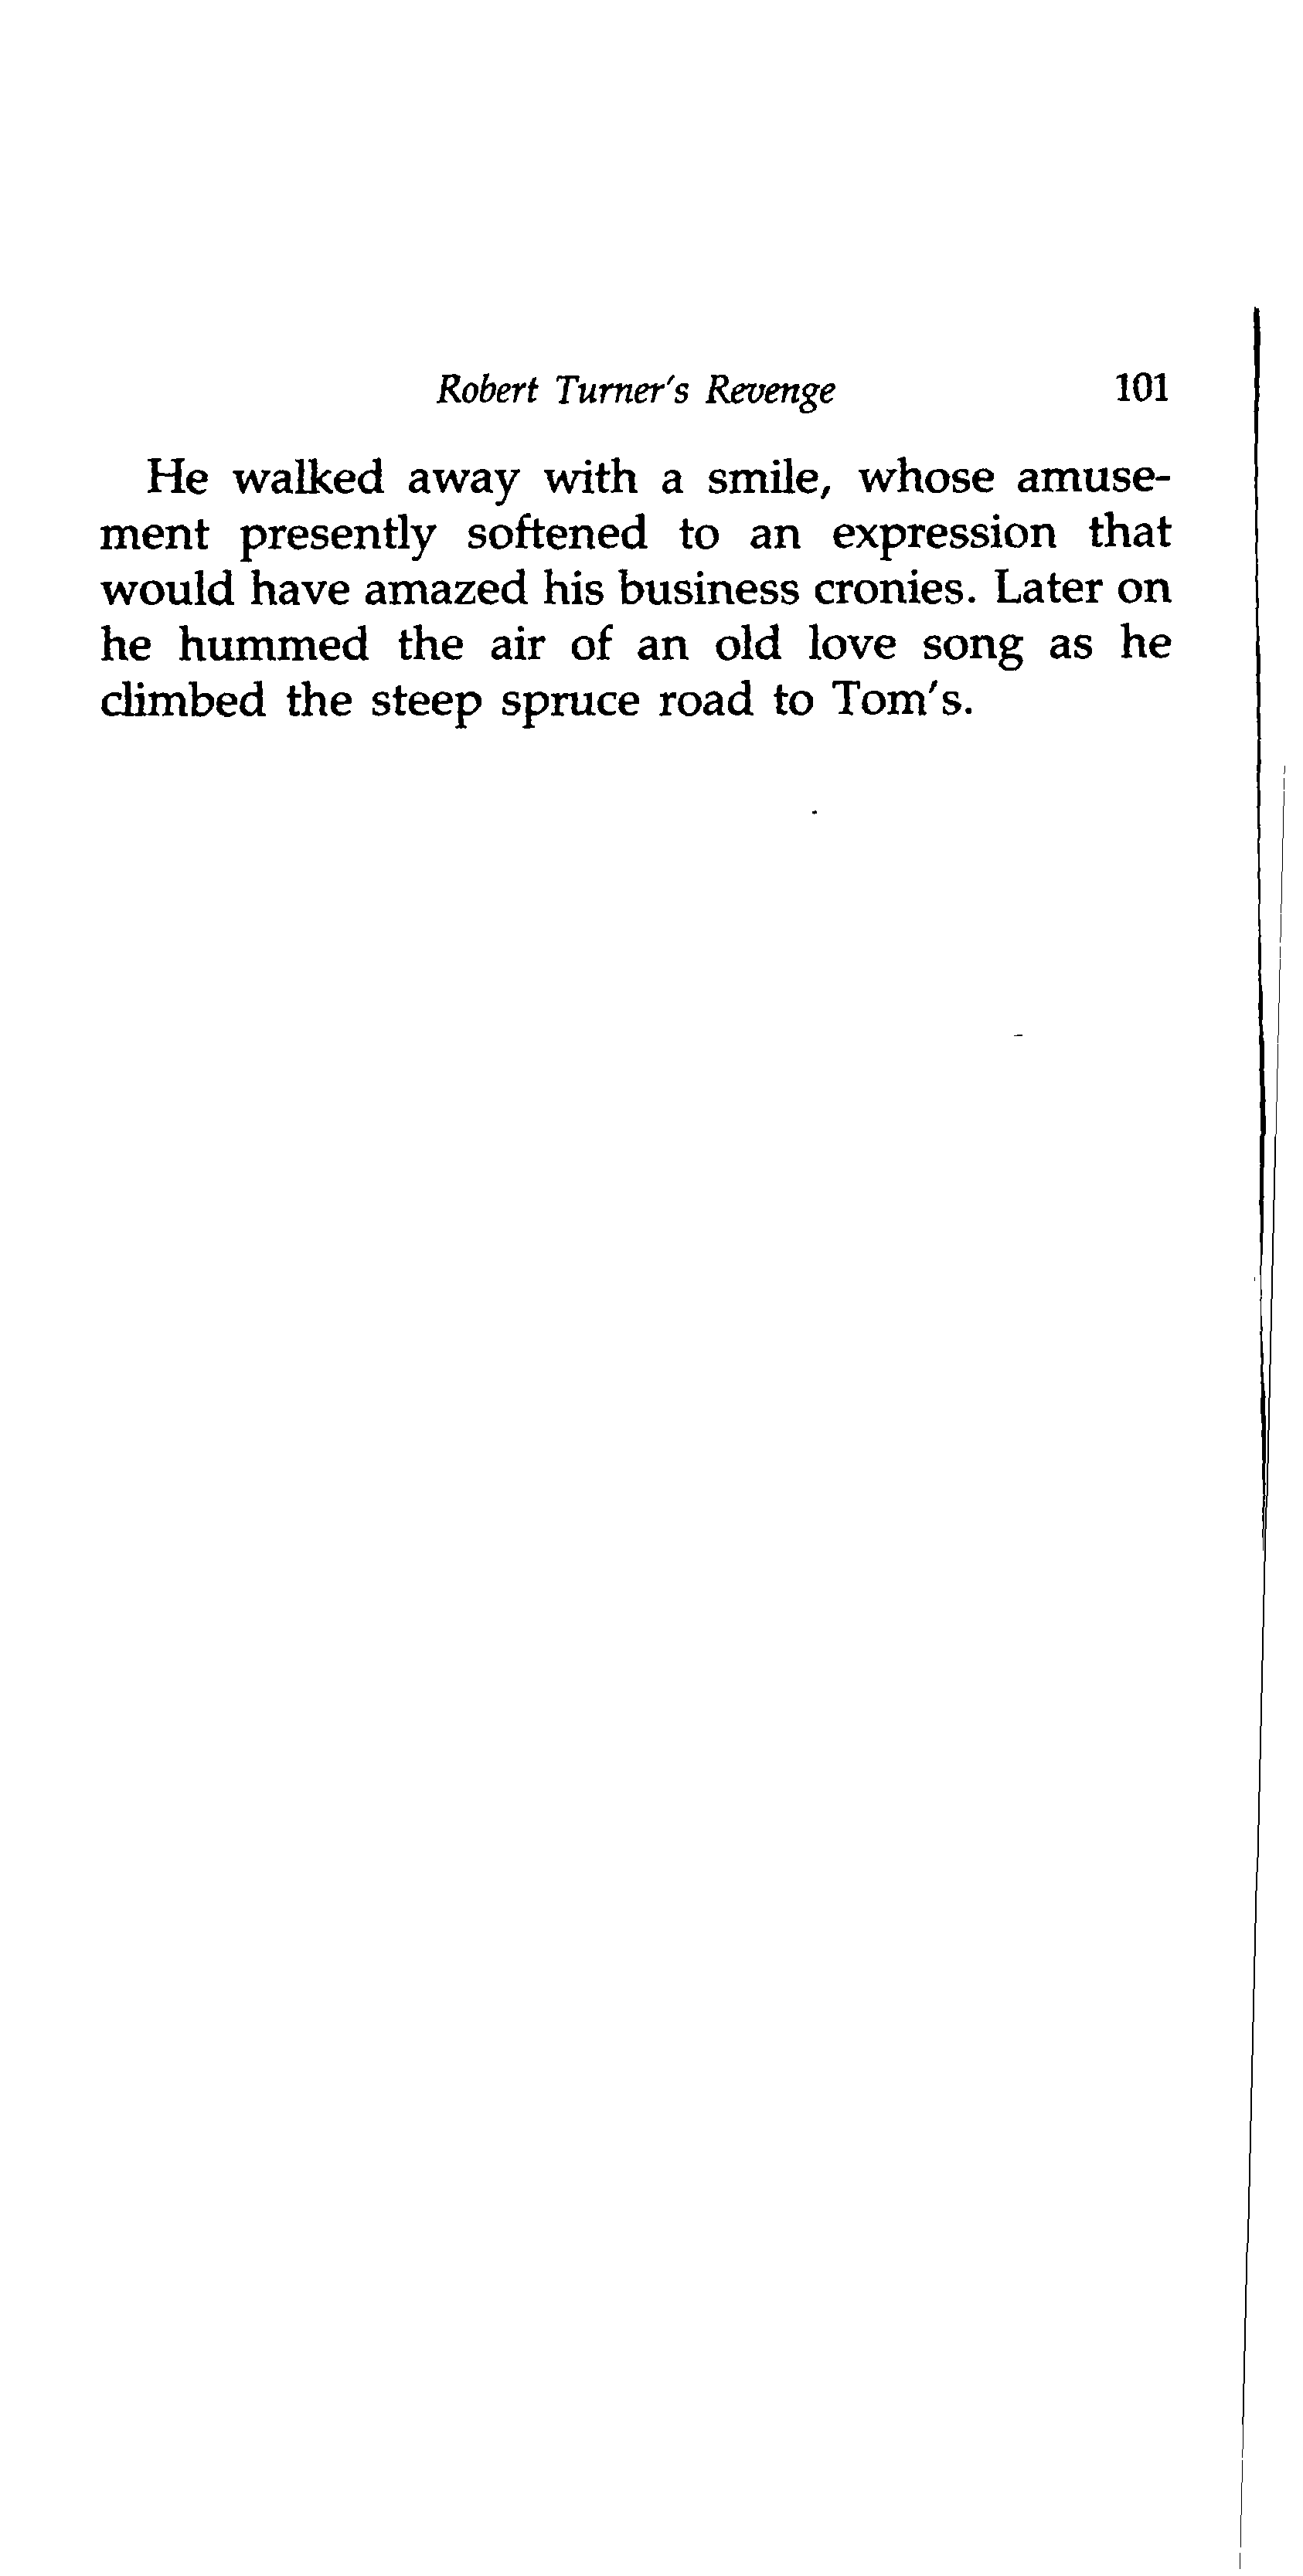 Robert Turner's Revenge 101
He walked away with a smile, whose amuse-
ment presently softened to an expression that
would have amazed his business cronies. Later on
he hummed the air of an old love song as he
climbed the steep spruce road to Tom's.